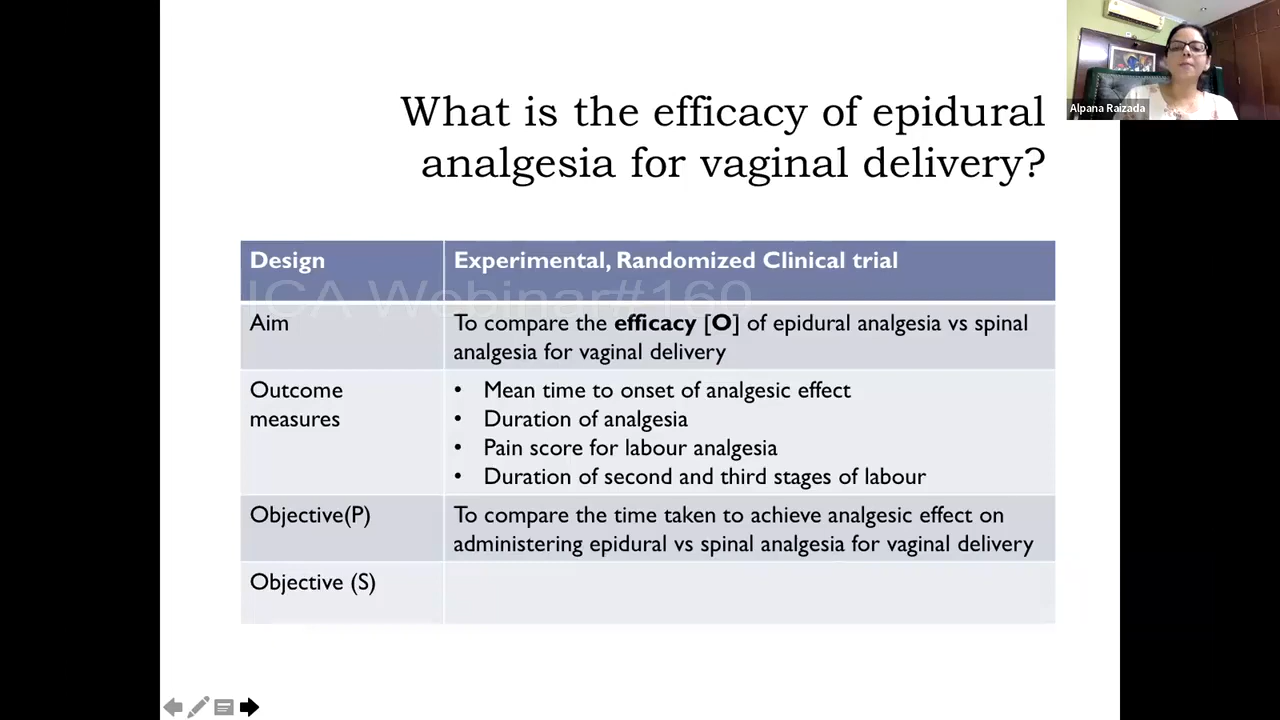 Alpana Raizada
What is the efficacy of epidural
analgesia for vaginal delivery?
Design
Experimental, Randomized Clinical trial
ICA Webinar#160
Aim
To compare the efficacy [O] of epidural analgesia vs spinal
analgesia for vaginal delivery
Outcome
measures
• Mean time to onset of analgesic effect
• Duration of analgesia
• Pain score for labour analgesia
• Duration of second and third stages of labour
Objective(P)
To compare the time taken to achieve analgesic effect on
administering epidural vs spinal analgesia for vaginal delivery
Objective (S)